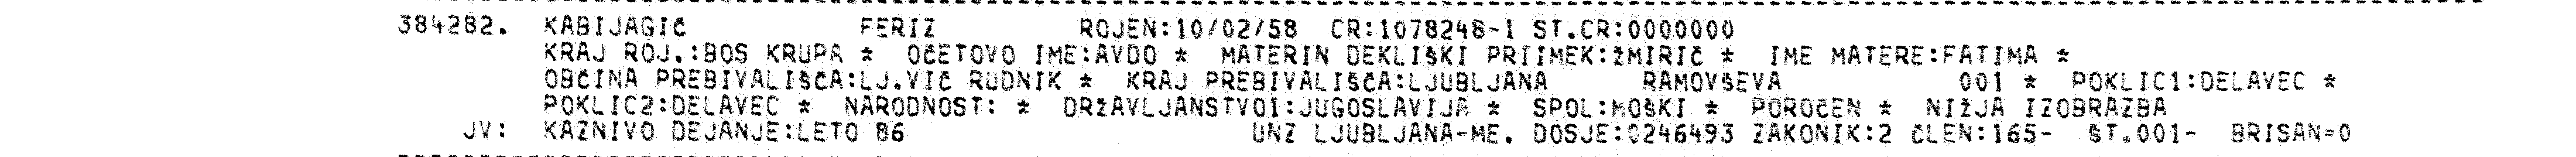 384282. KABIJAGIČ FERIZ ROJEN:10/02/58 CR:1078248-1 ŠT.CR:0000000
KRAJ ROJ.:BOS KRUPA * OČETOVO IME:AVDO * MATERIN DEKLIŠKI PRIIMEK:ŽMIRIČ * IME MATERE:FATIMA *
OBČINA PREBIVALIŠČA:LJ.VIČ RUDNIK * KRAJ PREBIVALIŠČA:LJUBLJANA RAMOVŠEVA 001 * POKLIC1:DELAVEC *
POKLIC2:DELAVEC * NARODNOST: * DRŽAVLJANSTVO1:JUGOSLAVIJA * SPOL:MOŠKI * POROČEN * NIŽJA IZOBRAZBA
JV: KAZNIVO DEJANJE:LETO 86 UNZ LJUBLJANA-ME. DOSJE:0246493 ZAKONIK:2 ČLEN:165- ŠT.001- BRISAN=0